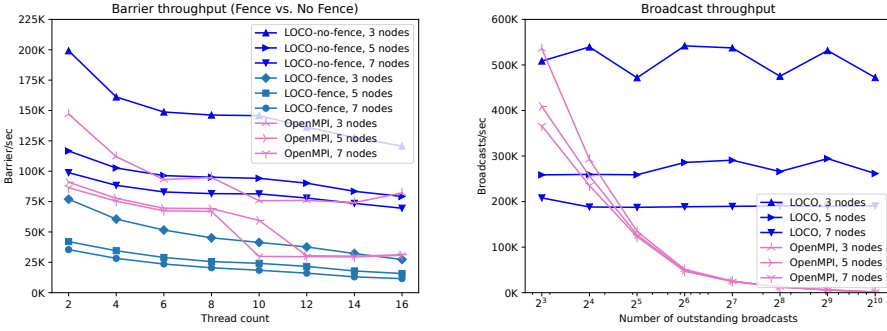 Barrier throughput (Fence vs. No Fence)
225K
200K
175K
150K
125K
100K
75K
50K
25K
0K
Barrier/sec
2 4 6 8 10 12 14 16
Thread count
LOCO-no-fence, 3 nodes
LOCO-no-fence, 5 nodes
LOCO-no-fence, 7 nodes
LOCO-fence, 3 nodes
LOCO-fence, 5 nodes
LOCO-fence, 7 nodes
OpenMPI, 3 nodes
OpenMPI, 5 nodes
OpenMPI, 7 nodes
Broadcast throughput
600K
500K
400K
300K
200K
100K
0K
Broadcasts/sec
2^3 2^4 2^5 2^6 2^7 2^8 2^9 2^10
Number of outstanding broadcasts
LOCO, 3 nodes
LOCO, 5 nodes
LOCO, 7 nodes
OpenMPI, 3 nodes
OpenMPI, 5 nodes
OpenMPI, 7 nodes